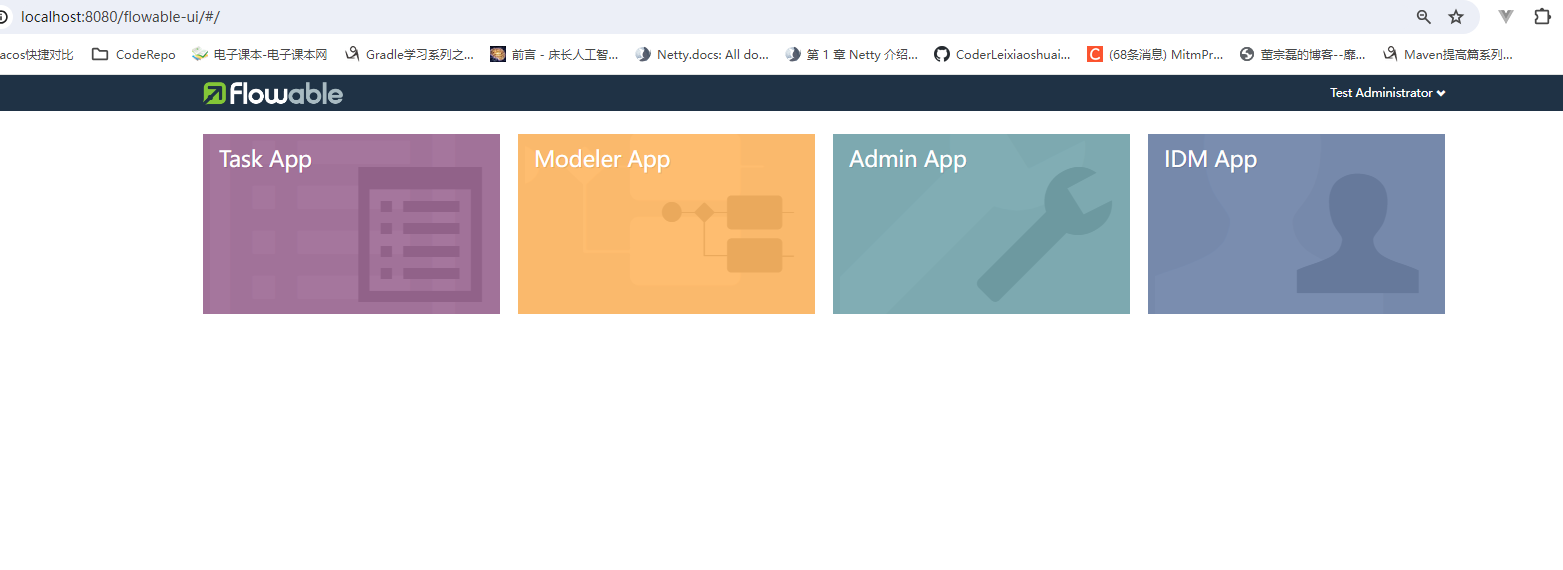 localhost:8080/flowable-ui/#/
acos快捷对比 CodeRepo 电子课本-电子课本网 Gradle学习系列之... 前言 - 床长人工智... Netty.docs: All do... 第 1 章 Netty 介绍... CoderLeixiaoshuai... (68条消息) MitmPr... 董宗磊的博客--靡... Maven提高篇系列...
flowable Test Administrator
Task App Modeler App Admin App IDM App